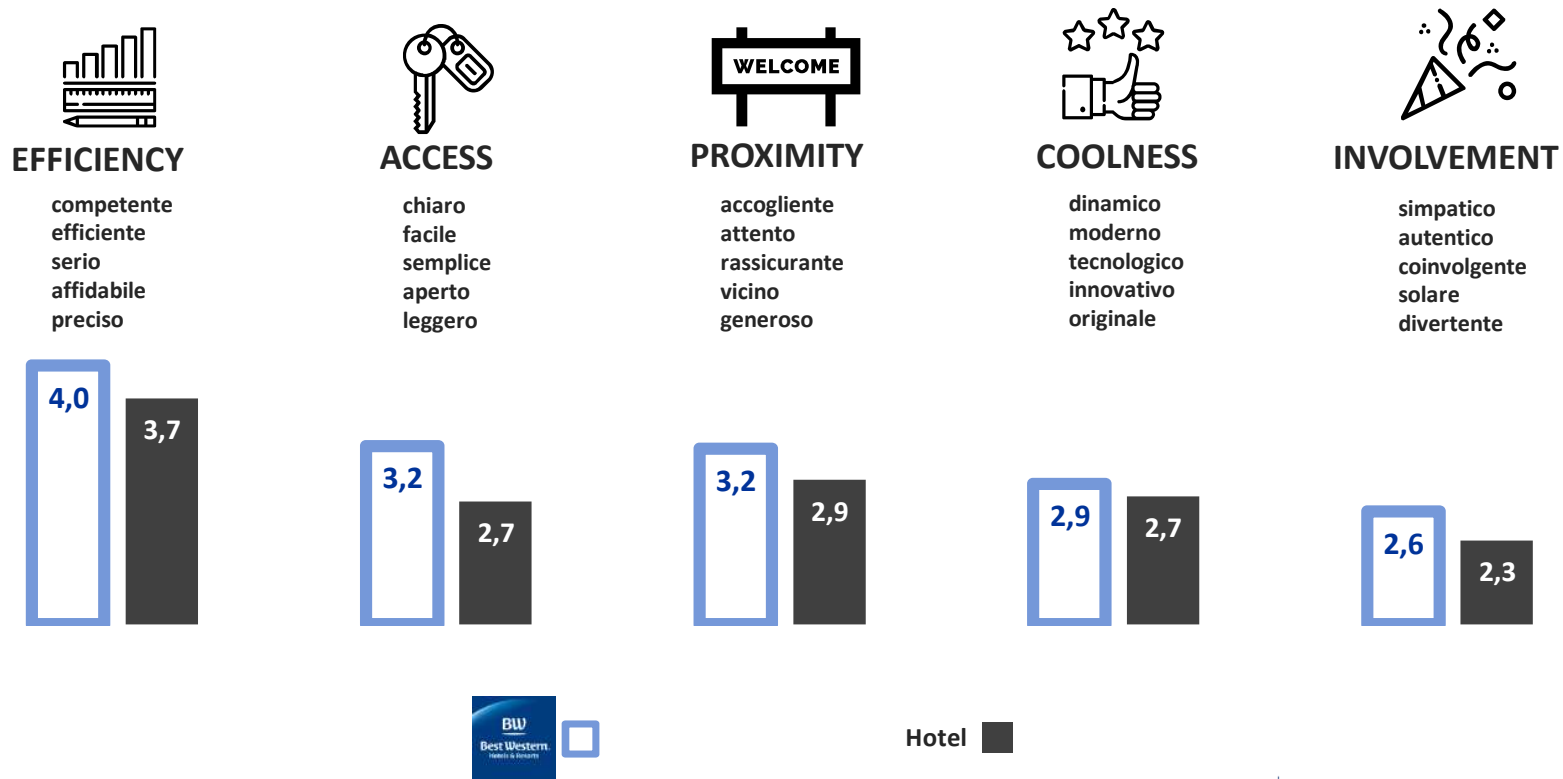 WELCOME
EFFICIENCY
competente
efficiente
serio
affidabile
preciso
4,0
3,7
ACCESS
chiaro
facile
semplice
aperto
leggero
3,2
2,7
PROXIMITY
accogliente
attento
rassicurante
vicino
generoso
3,2
2,9
COOLNESS
dinamico
moderno
tecnologico
innovativo
originale
2,9
2,7
INVOLVEMENT
simpatico
autentico
coinvolgente
solare
divertente
2,6
2,3
BW
Best Western.
Hotels & Resorts
Hotel